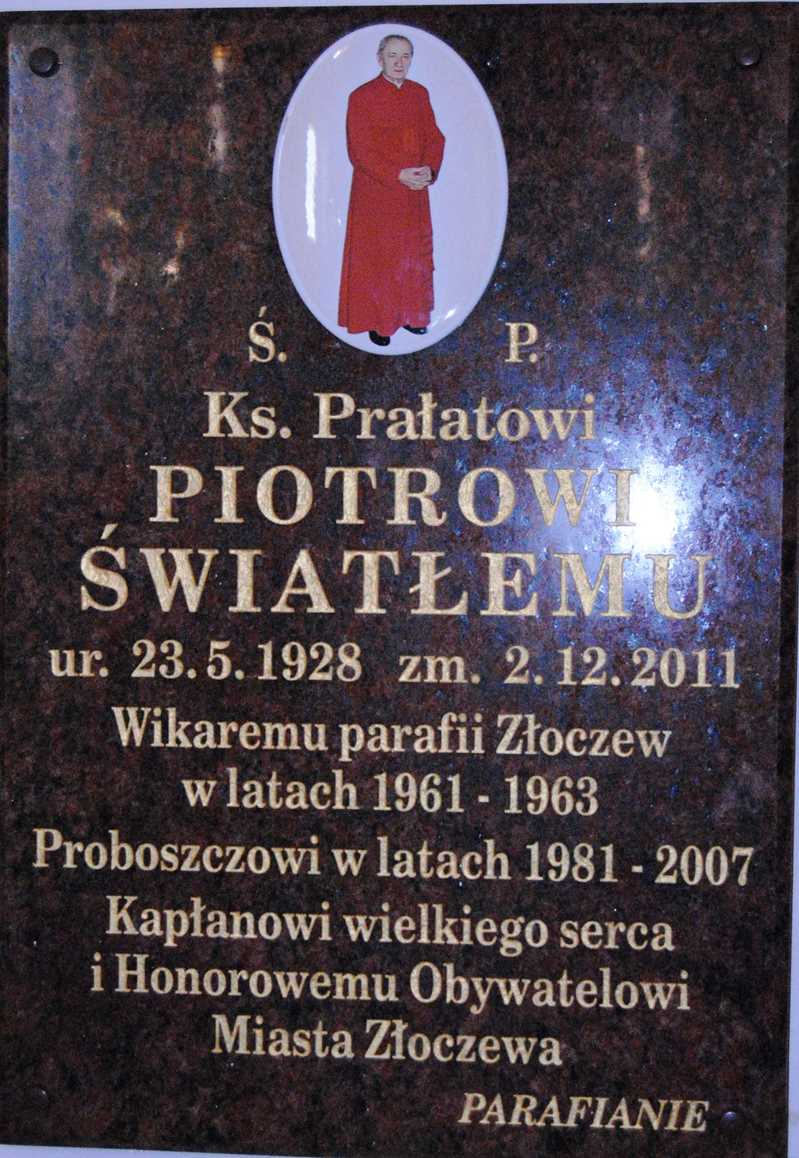 Ś. P.
Ks. Prałatowi
PIOTROWI
ŚWIATŁEMU
ur. 23.5.1928 zm. 2.12.2011
Wikaremu parafii Złoczew
w latach 1961 - 1963
Proboszczowi w latach 1981 - 2007
Kapłanowi wielkiego serca
i Honorowemu Obywatelowi
Miasta Złoczewa
PARAFIANIE